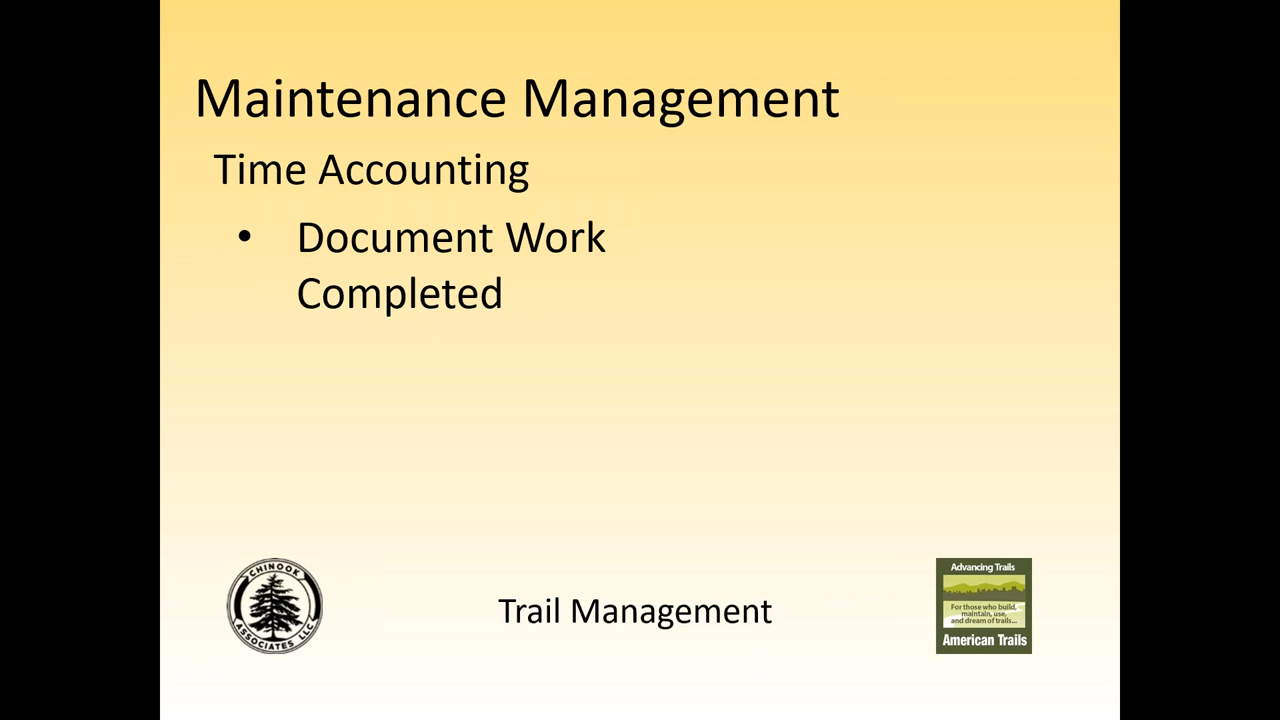 Maintenance Management
Time Accounting
• Document Work
Completed
CHINOOK
ASSOCIATES LLC
Trail Management
Advancing Trails
For those who build,
maintain, use,
and dream of trails...
American Trails